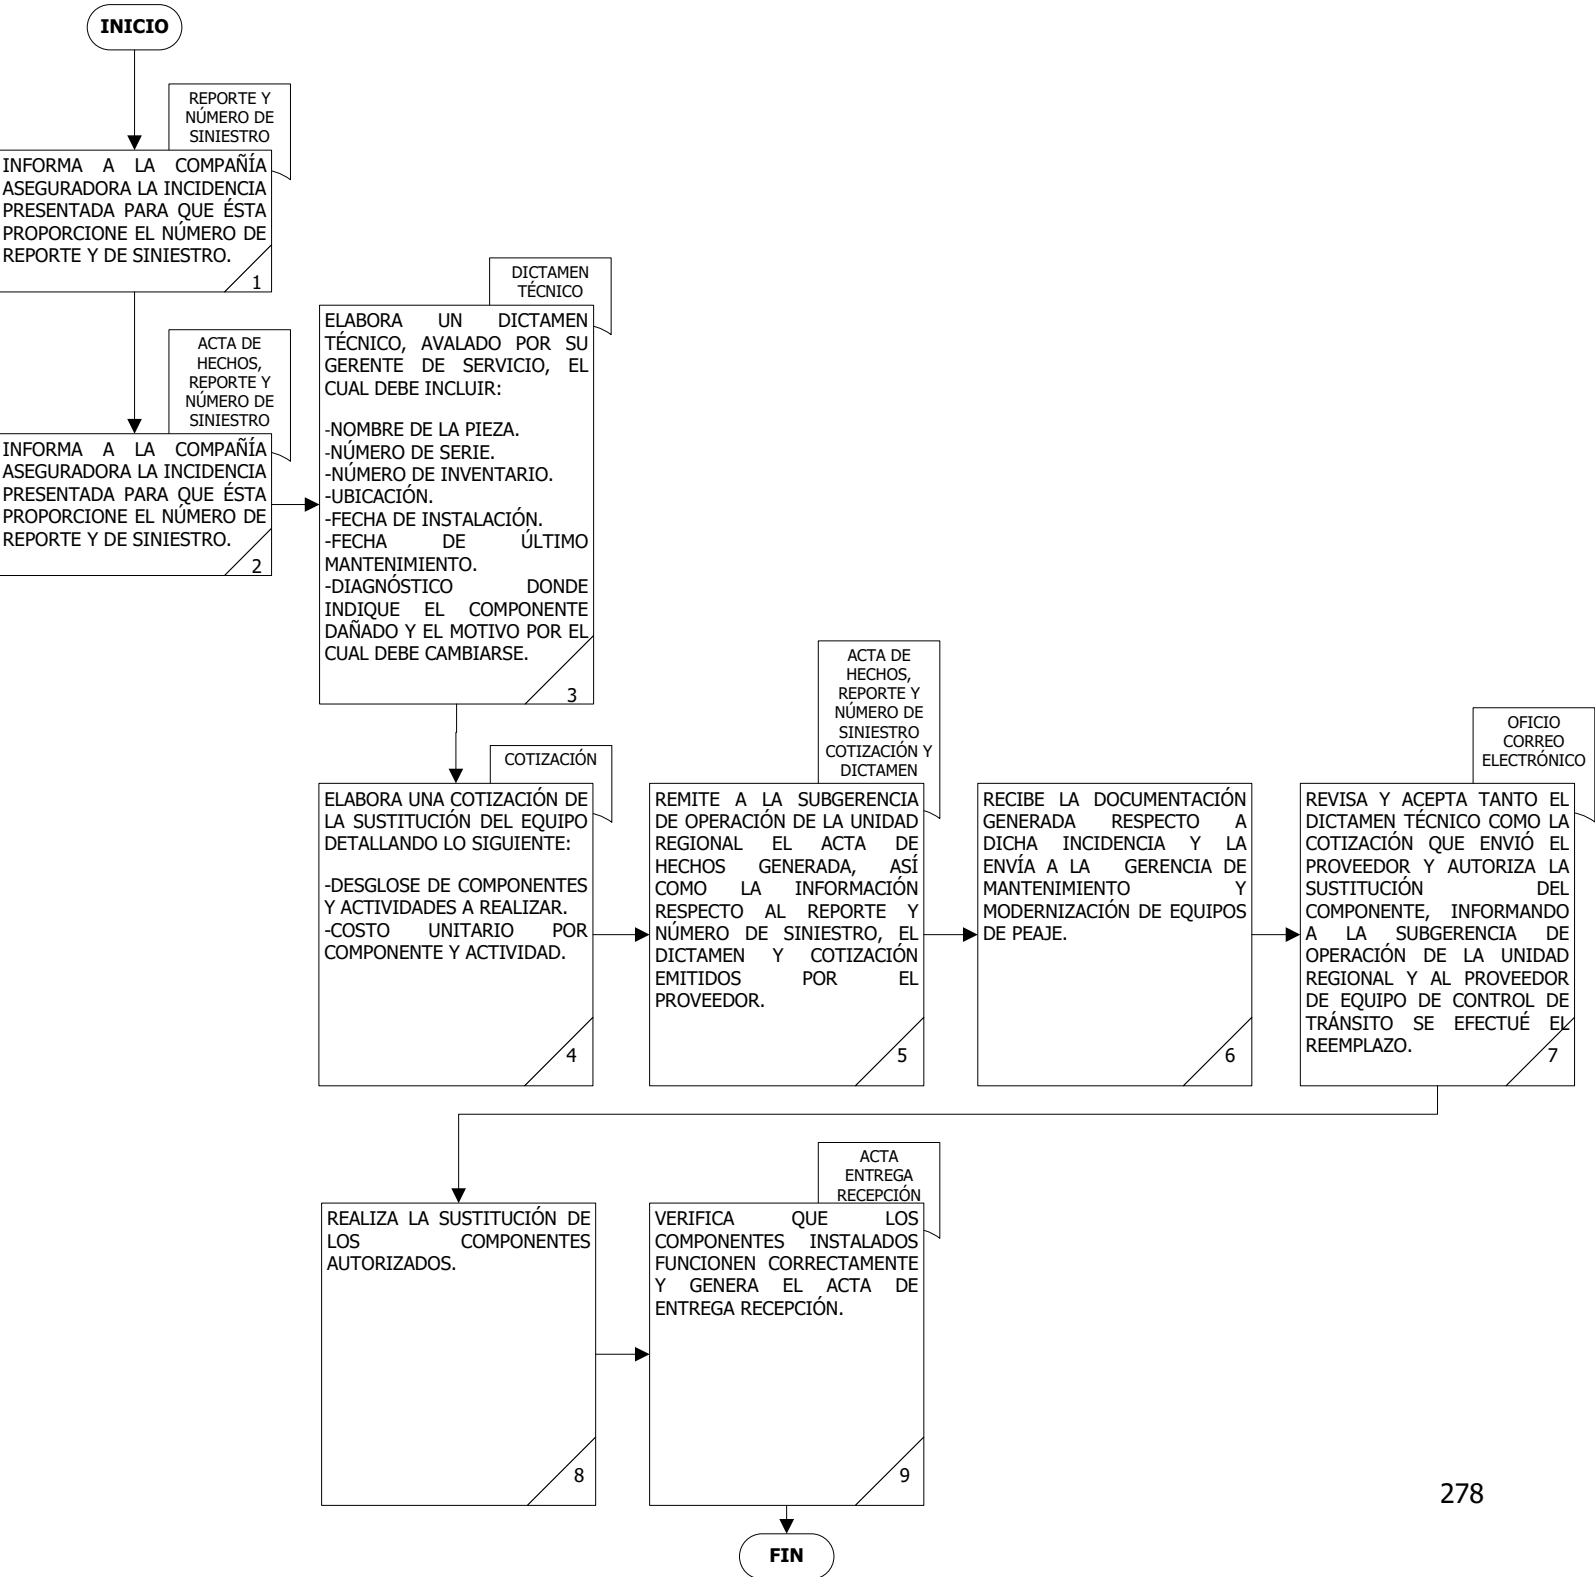 INICIO
REPORTE Y
NÚMERO DE
SINIESTRO
INFORMA A LA COMPAÑÍA
ASEGURADORA LA INCIDENCIA
PRESENTADA PARA QUE ÉSTA
PROPORCIONE EL NÚMERO DE
REPORTE Y DE SINIESTRO.
1
ACTA DE
HECHOS,
REPORTE Y
NÚMERO DE
SINIESTRO
INFORMA A LA COMPAÑÍA
ASEGURADORA LA INCIDENCIA
PRESENTADA PARA QUE ÉSTA
PROPORCIONE EL NÚMERO DE
REPORTE Y DE SINIESTRO.
2
DICTAMEN
TÉCNICO
ELABORA UN DICTAMEN
TÉCNICO, AVALADO POR SU
GERENTE DE SERVICIO, EL
CUAL DEBE INCLUIR:
-NOMBRE DE LA PIEZA.
-NÚMERO DE SERIE.
-NÚMERO DE INVENTARIO.
-UBICACIÓN.
-FECHA DE INSTALACIÓN.
-FECHA DE ÚLTIMO
MANTENIMIENTO.
-DIAGNÓSTICO DONDE
INDIQUE EL COMPONENTE
DAÑADO Y EL MOTIVO POR EL
CUAL DEBE CAMBIARSE.
3
COTIZACIÓN
ELABORA UNA COTIZACIÓN DE
LA SUSTITUCIÓN DEL EQUIPO
DETALLANDO LO SIGUIENTE:
-DESGLOSE DE COMPONENTES
Y ACTIVIDADES A REALIZAR.
-COSTO UNITARIO POR
COMPONENTE Y ACTIVIDAD.
4
ACTA DE
HECHOS,
REPORTE Y
NÚMERO DE
SINIESTRO
COTIZACIÓN Y
DICTAMEN
REMITE A LA SUBGERENCIA
DE OPERACIÓN DE LA UNIDAD
REGIONAL EL ACTA DE
HECHOS GENERADA, ASÍ
COMO LA INFORMACIÓN
RESPECTO AL REPORTE Y
NÚMERO DE SINIESTRO, EL
DICTAMEN Y COTIZACIÓN
EMITIDOS POR EL
PROVEEDOR.
5
RECIBE LA DOCUMENTACIÓN
GENERADA RESPECTO A
DICHA INCIDENCIA Y LA
ENVÍA A LA GERENCIA DE
MANTENIMIENTO Y
MODERNIZACIÓN DE EQUIPOS
DE PEAJE.
6
OFICIO
CORREO
ELECTRÓNICO
REVISA Y ACEPTA TANTO EL
DICTAMEN TÉCNICO COMO LA
COTIZACIÓN QUE ENVIÓ EL
PROVEEDOR Y AUTORIZA LA
SUSTITUCIÓN DEL
COMPONENTE, INFORMANDO
A LA SUBGERENCIA DE
OPERACIÓN DE LA UNIDAD
REGIONAL Y AL PROVEEDOR
DE EQUIPO DE CONTROL DE
TRÁNSITO SE EFECTUÉ EL
REEMPLAZO.
7
REALIZA LA SUSTITUCIÓN DE
LOS COMPONENTES
AUTORIZADOS.
8
ACTA
ENTREGA
RECEPCIÓN
VERIFICA QUE LOS
COMPONENTES INSTALADOS
FUNCIONEN CORRECTAMENTE
Y GENERA EL ACTA DE
ENTREGA RECEPCIÓN.
9
FIN
278